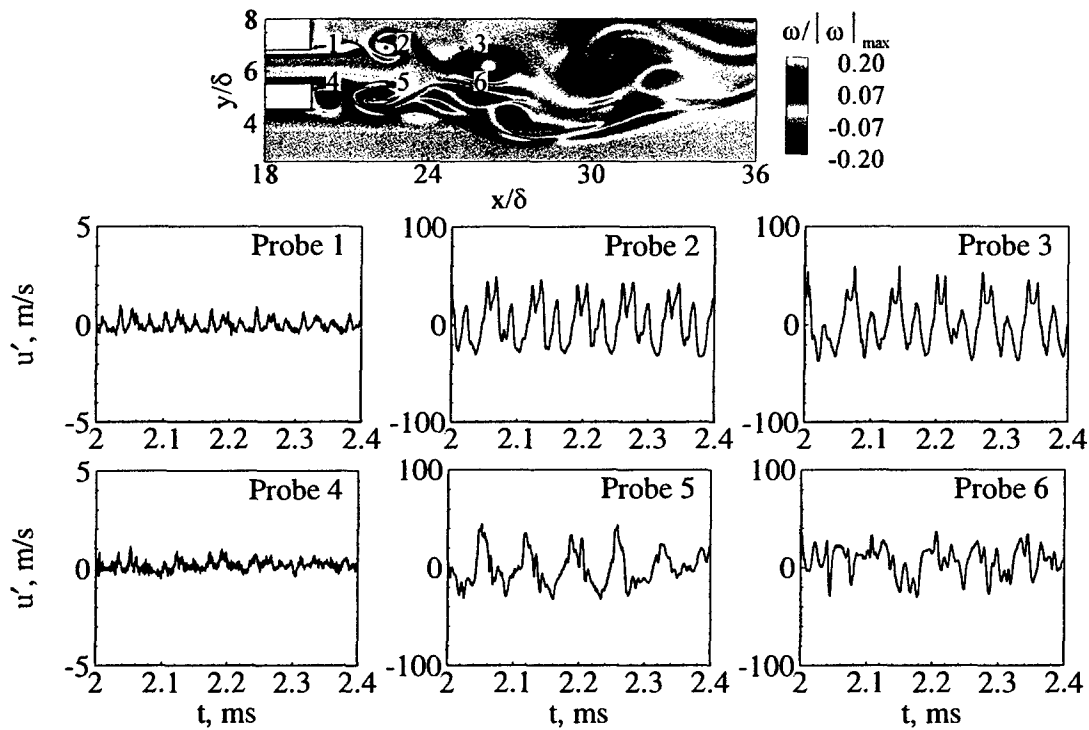 8
6
4
y/δ
1
2
3
4
5
6
18
24
30
36
x/δ
ω/|ω|max
0.20
0.07
-0.07
-0.20
5
0
-5
u′, m/s
Probe 1
2 2.1 2.2 2.3 2.4
100
0
-100
Probe 2
2 2.1 2.2 2.3 2.4
100
0
-100
Probe 3
2 2.1 2.2 2.3 2.4
5
0
-5
u′, m/s
Probe 4
2 2.1 2.2 2.3 2.4
t, ms
100
0
-100
Probe 5
2 2.1 2.2 2.3 2.4
t, ms
100
0
-100
Probe 6
2 2.1 2.2 2.3 2.4
t, ms